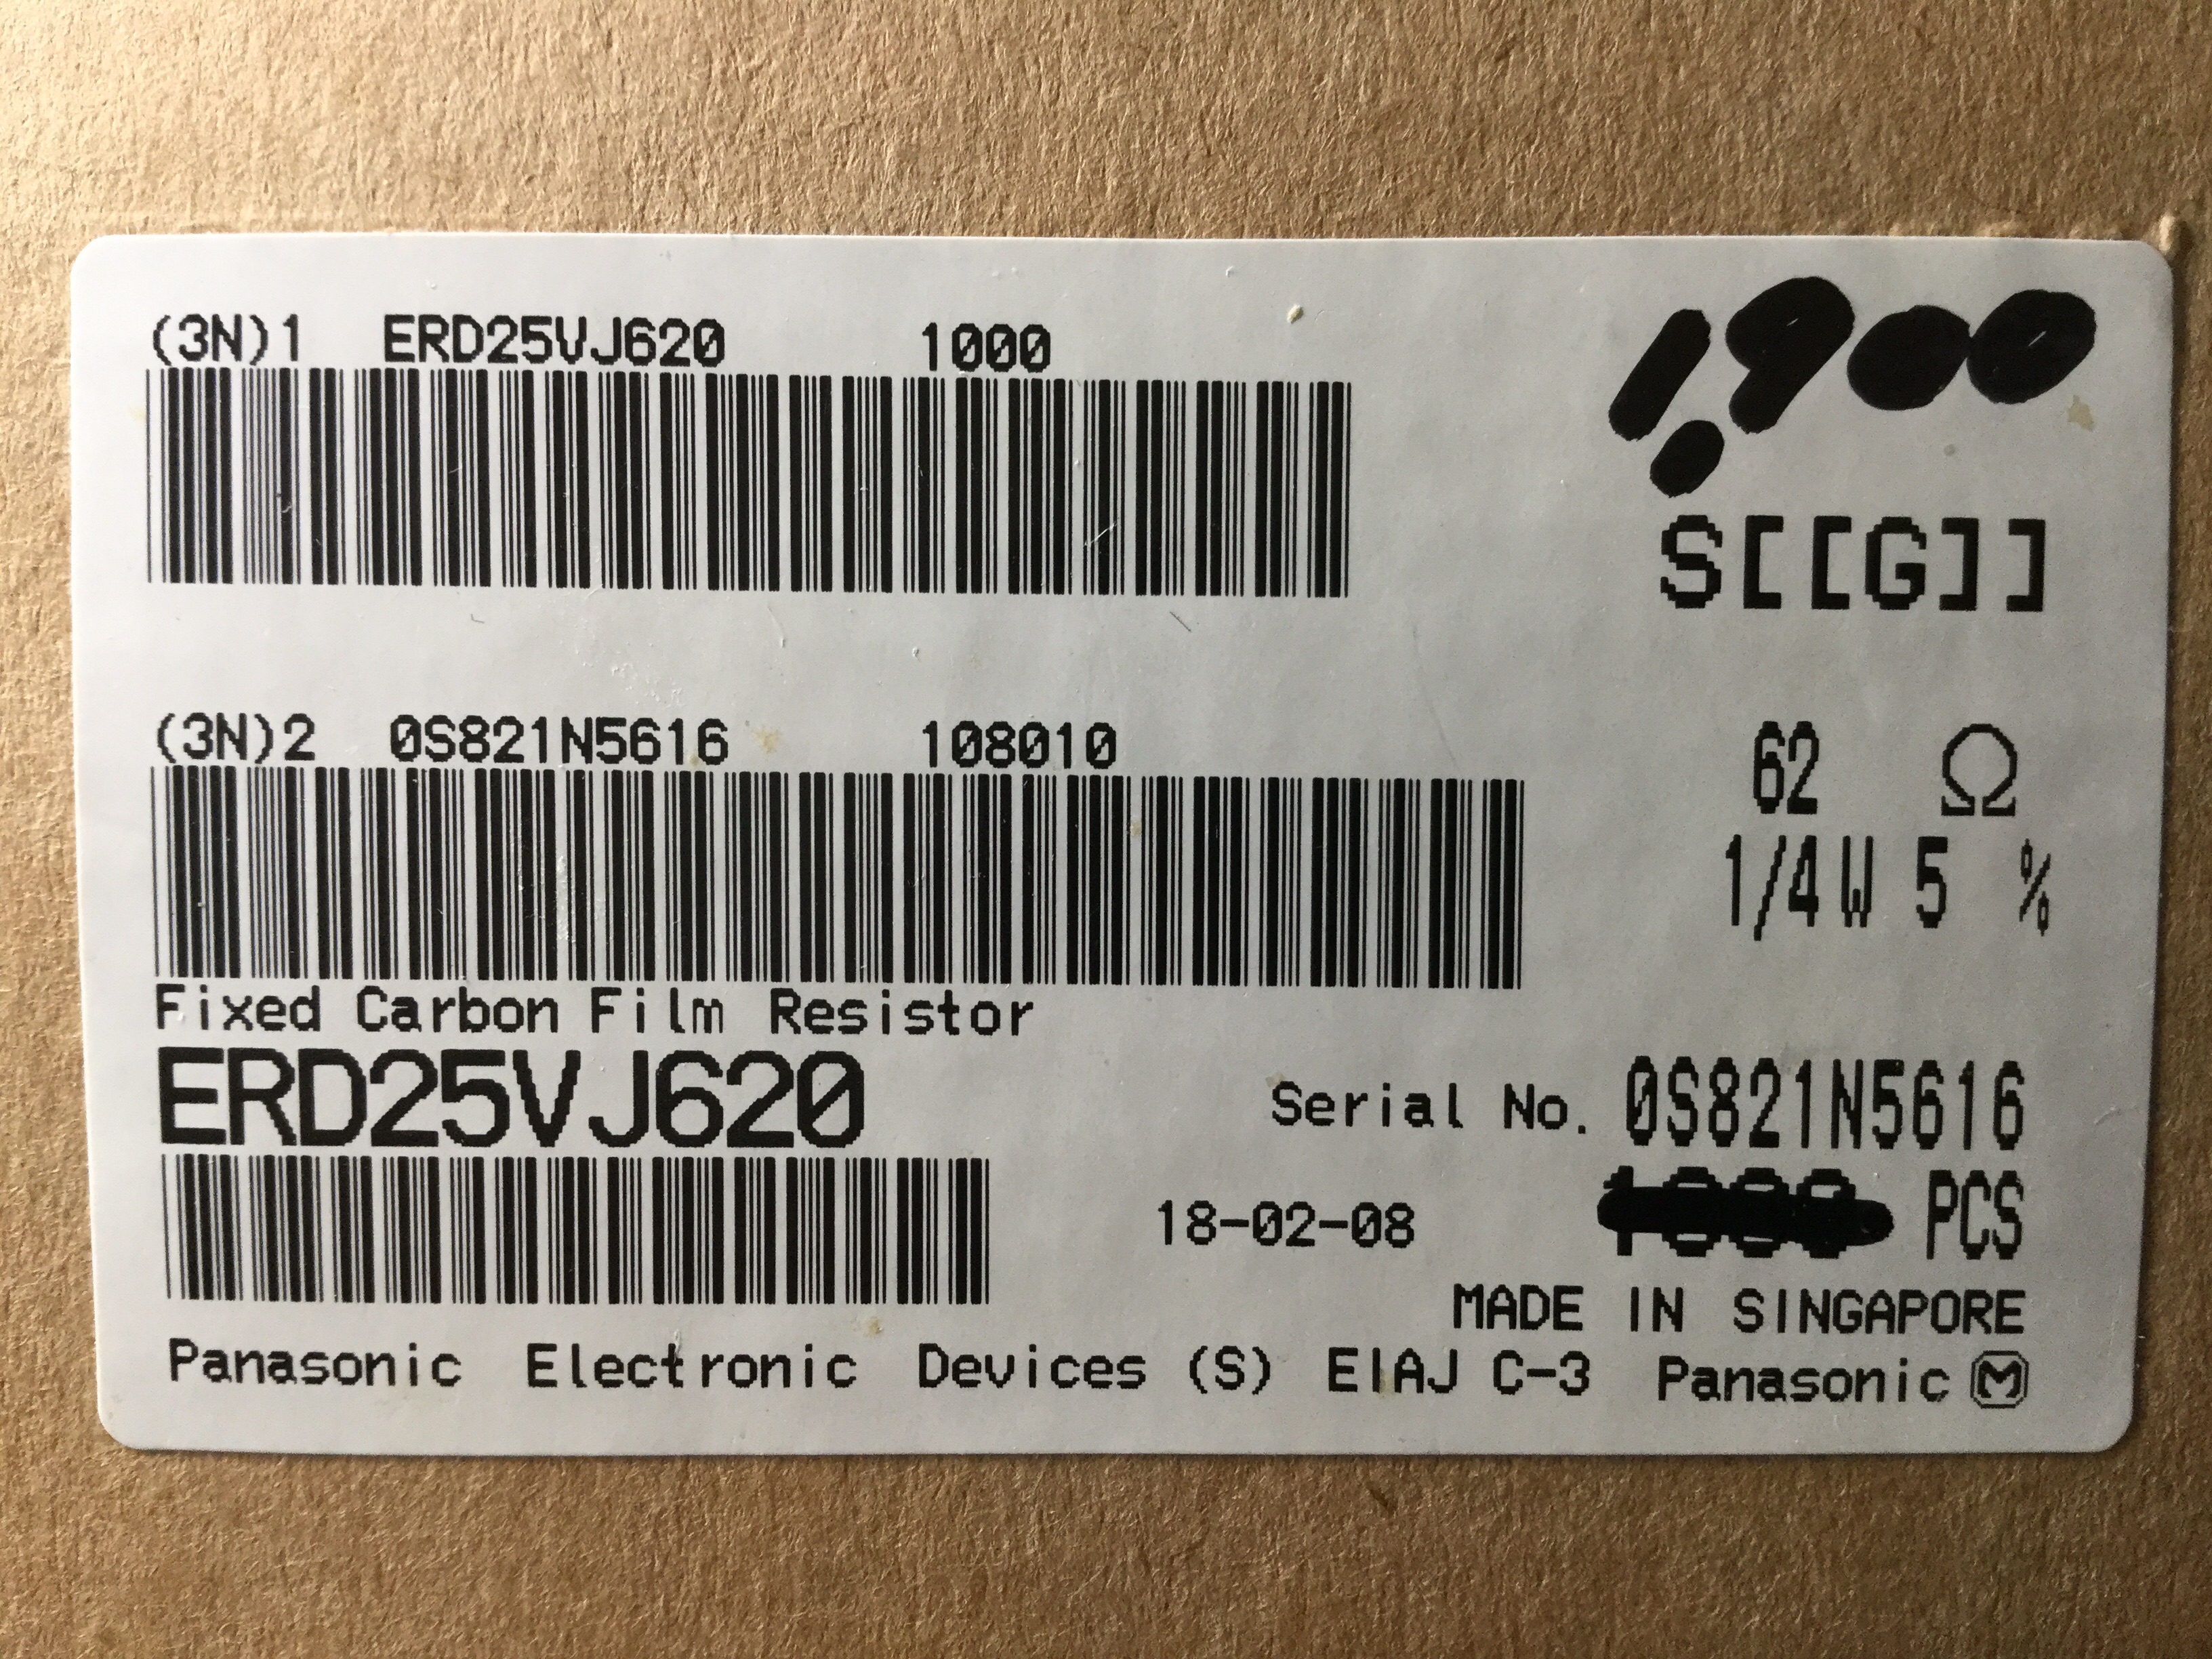 (3N)1 ERD25VJ620 1000
1,900
S[[G]]
(3N)2 0S821N5616 108010
62 Ω
1/4W 5 %
Fixed Carbon Film Resistor
ERD25VJ620
Serial No. 0S821N5616
18-02-08 PCS
MADE IN SINGAPORE
Panasonic Electronic Devices (S) EIAJ C-3 Panasonic M